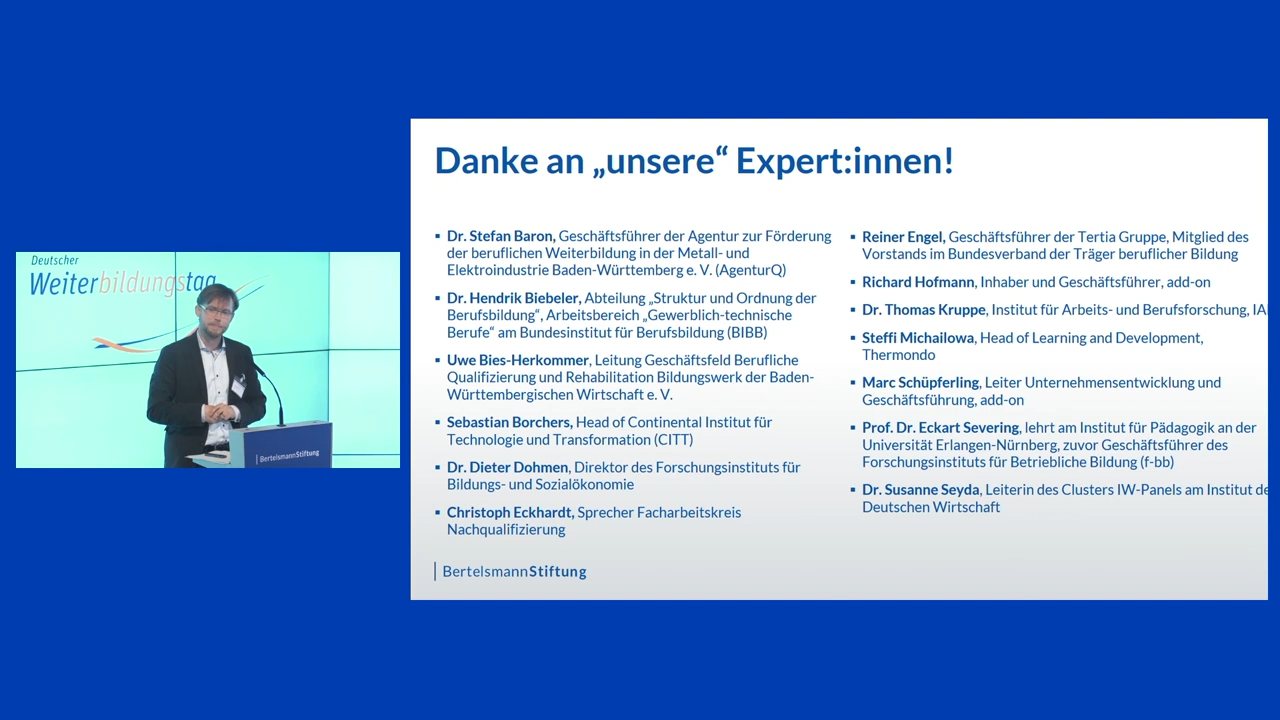 Deutscher
Weiterbildungstag
BertelsmannStiftung
Danke an „unsere“ Expert:innen!
▪ Dr. Stefan Baron, Geschäftsführer der Agentur zur Förderung
der beruflichen Weiterbildung in der Metall- und
Elektroindustrie Baden-Württemberg e. V. (AgenturQ)
▪ Dr. Hendrik Biebeler, Abteilung „Struktur und Ordnung der
Berufsbildung“, Arbeitsbereich „Gewerblich-technische
Berufe“ am Bundesinstitut für Berufsbildung (BIBB)
▪ Uwe Bies-Herkommer, Leitung Geschäftsfeld Berufliche
Qualifizierung und Rehabilitation Bildungswerk der Baden-
Württembergischen Wirtschaft e. V.
▪ Sebastian Borchers, Head of Continental Institut für
Technologie und Transformation (CITT)
▪ Dr. Dieter Dohmen, Direktor des Forschungsinstituts für
Bildungs- und Sozialökonomie
▪ Christoph Eckhardt, Sprecher Facharbeitskreis
Nachqualifizierung
▪ Reiner Engel, Geschäftsführer der Tertia Gruppe, Mitglied des
Vorstands im Bundesverband der Träger beruflicher Bildung
▪ Richard Hofmann, Inhaber und Geschäftsführer, add-on
▪ Dr. Thomas Kruppe, Institut für Arbeits- und Berufsforschung,
▪ Steffi Michailowa, Head of Learning and Development,
Thermondo
▪ Marc Schüpferling, Leiter Unternehmensentwicklung und
Geschäftsführung, add-on
▪ Prof. Dr. Eckart Severing, lehrt am Institut für Pädagogik an der
Universität Erlangen-Nürnberg, zuvor Geschäftsführer des
Forschungsinstituts für Betriebliche Bildung (f-bb)
▪ Dr. Susanne Seyda, Leiterin des Clusters IW-Panels am Institut
Deutschen Wirtschaft
BertelsmannStiftung